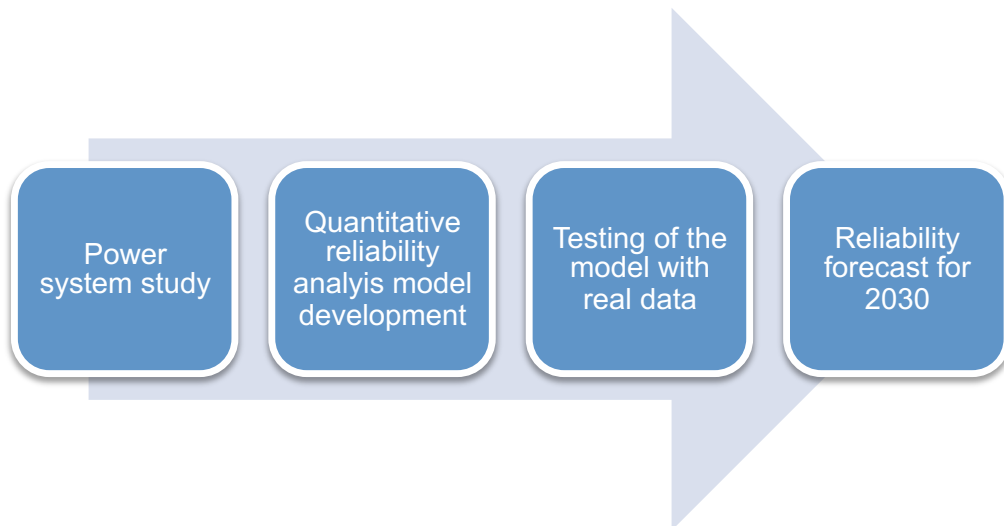 Power
system study
Quantitative
reliability
analyis model
development
Testing of the
model with
real data
Reliability
forecast for
2030